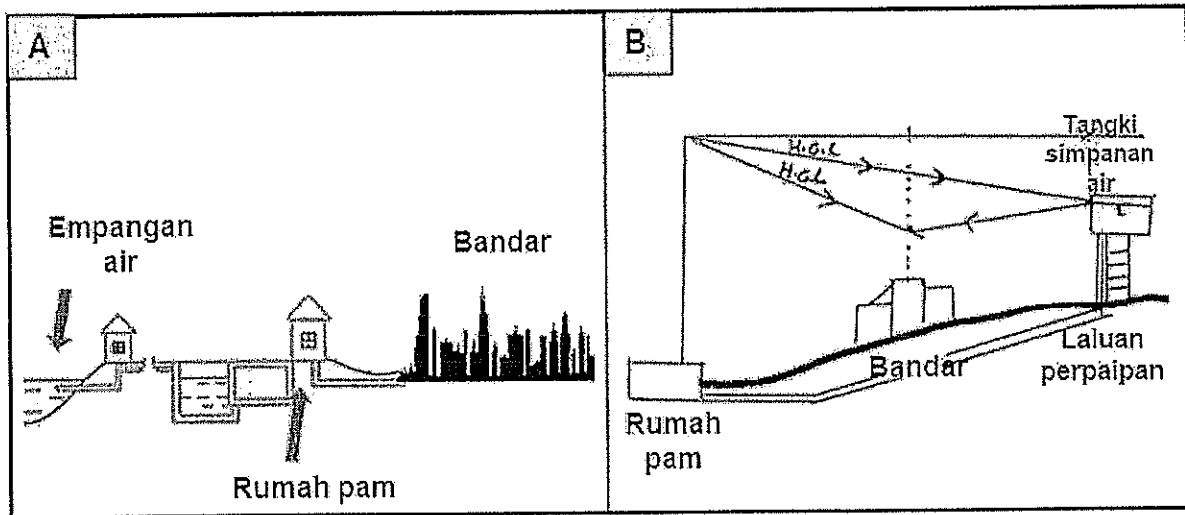 A
Empangan
air
Bandar
Rumah pam
B
H.G.L
H.G.L
Tangki
simpanan
air
Bandar
Laluan
perpaipan
Rumah
pam